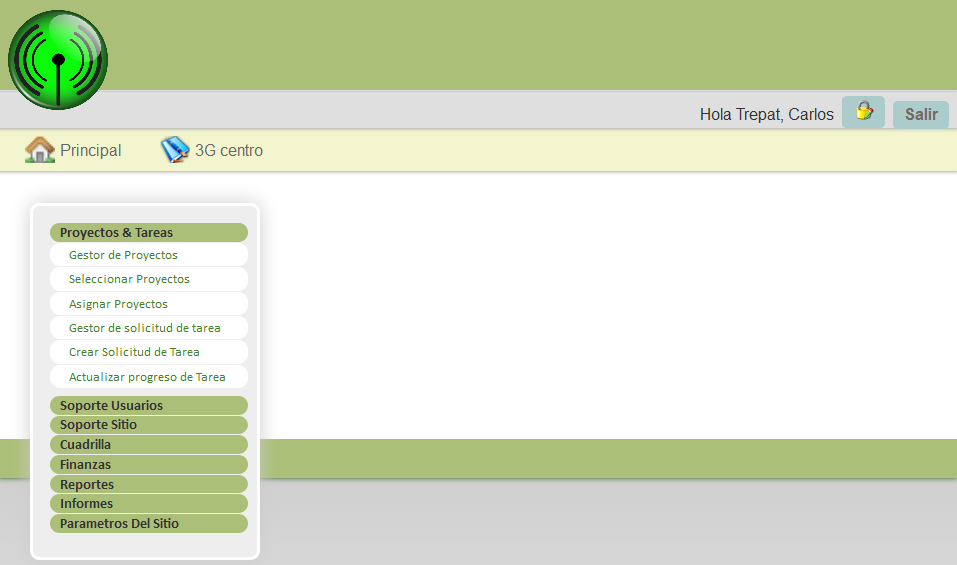 Hola Trepat, Carlos
Salir
Principal
3G centro
Proyectos & Tareas
Gestor de Proyectos
Seleccionar Proyectos
Asignar Proyectos
Gestor de solicitud de tarea
Crear Solicitud de Tarea
Actualizar progreso de Tarea
Soporte Usuarios
Soporte Sitio
Cuadrilla
Finanzas
Reportes
Informes
Parametros Del Sitio